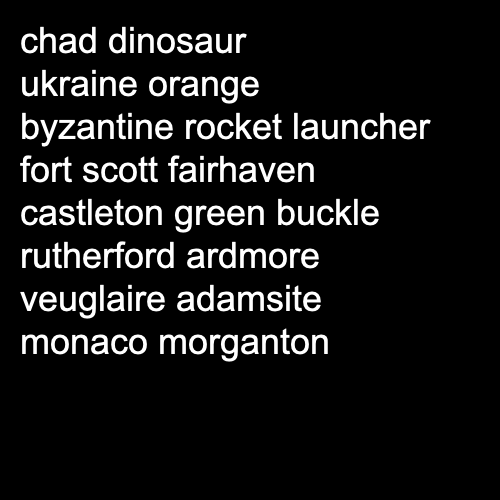 chad dinosaur
ukraine orange
byzantine rocket launcher
fort scott fairhaven
castleton green buckle
rutherford ardmore
veuglaire adamsite
monaco morganton